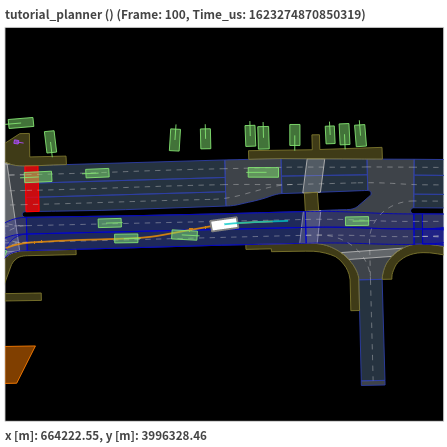 tutorial_planner () (Frame: 100, Time_us: 1623274870850319)
x [m]: 664222.55, y [m]: 3996328.46